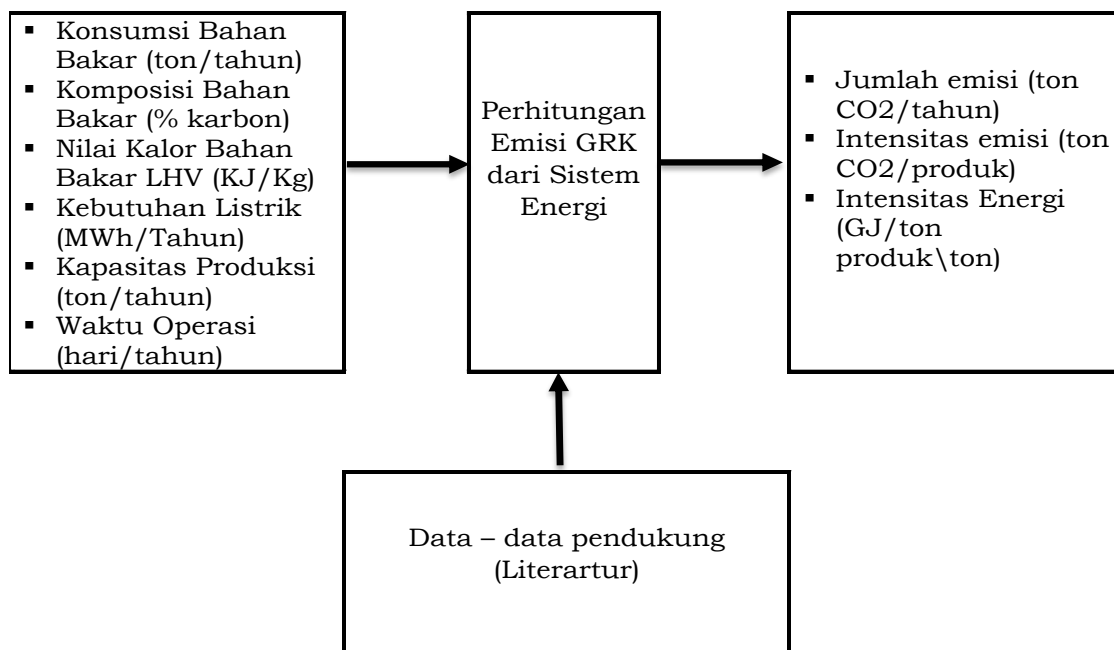 ▪ Konsumsi Bahan
Bakar (ton/tahun)
▪ Komposisi Bahan
Bakar (% karbon)
▪ Nilai Kalor Bahan
Bakar LHV (KJ/Kg)
▪ Kebutuhan Listrik
(MWh/Tahun)
▪ Kapasitas Produksi
(ton/tahun)
▪ Waktu Operasi
(hari/tahun)
Perhitungan
Emisi GRK
dari Sistem
Energi
▪ Jumlah emisi (ton
CO2/tahun)
▪ Intensitas emisi (ton
CO2/produk)
▪ Intensitas Energi
(GJ/ton
produk\ton)
Data – data pendukung
(Literartur)